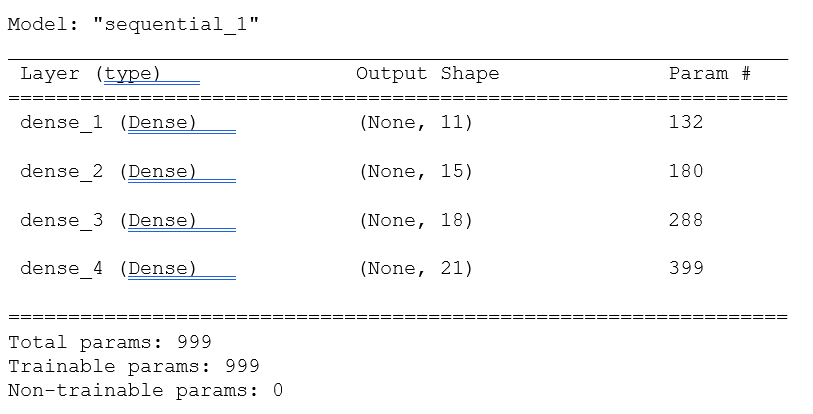 Model: "sequential_1"
Layer (type) Output Shape Param #
=================================================================
dense_1 (Dense) (None, 11) 132
dense_2 (Dense) (None, 15) 180
dense_3 (Dense) (None, 18) 288
dense_4 (Dense) (None, 21) 399
=================================================================
Total params: 999
Trainable params: 999
Non-trainable params: 0